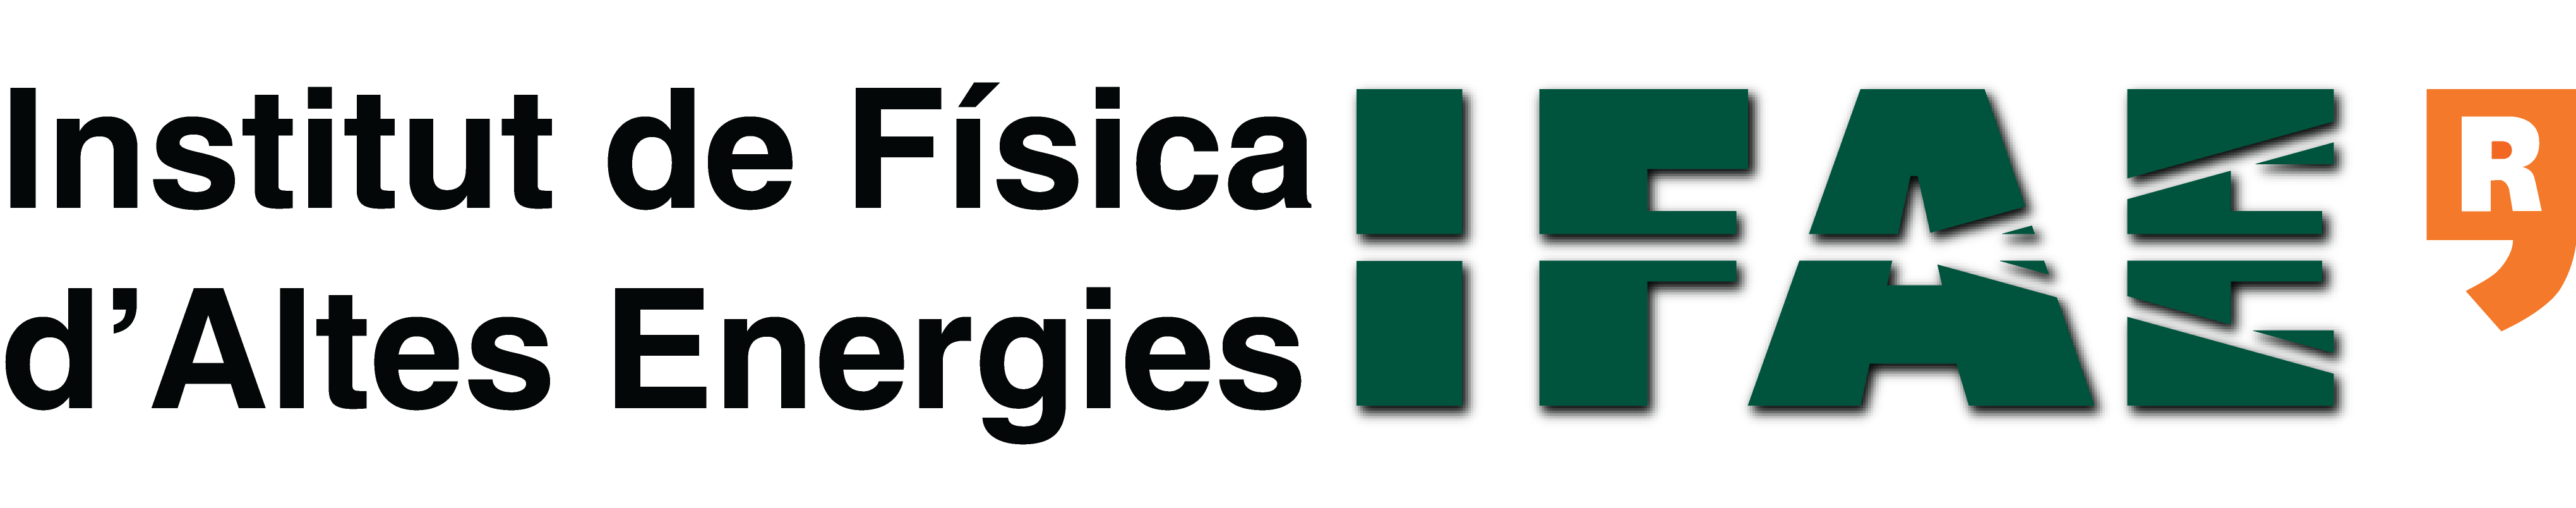 Institut de Física
d’Altes Energies
IFAE
R